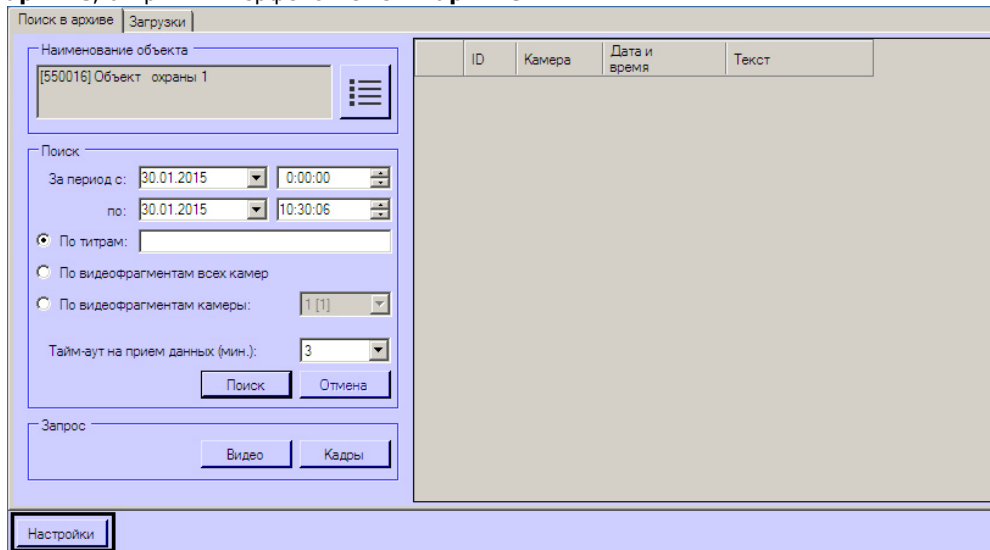 Поиск в архиве Загрузки
Наименование объекта
[550016] Объект охраны 1
ID Камера Дата и время Текст
Поиск
За период с: 30.01.2015 0:00:00
по: 30.01.2015 10:30:06
По титрам:
По видеофрагментам всех камер
По видеофрагментам камеры: 1 [1]
Тайм-аут на прием данных (мин.): 3
Поиск Отмена
Запрос
Видео Кадры
Настройки